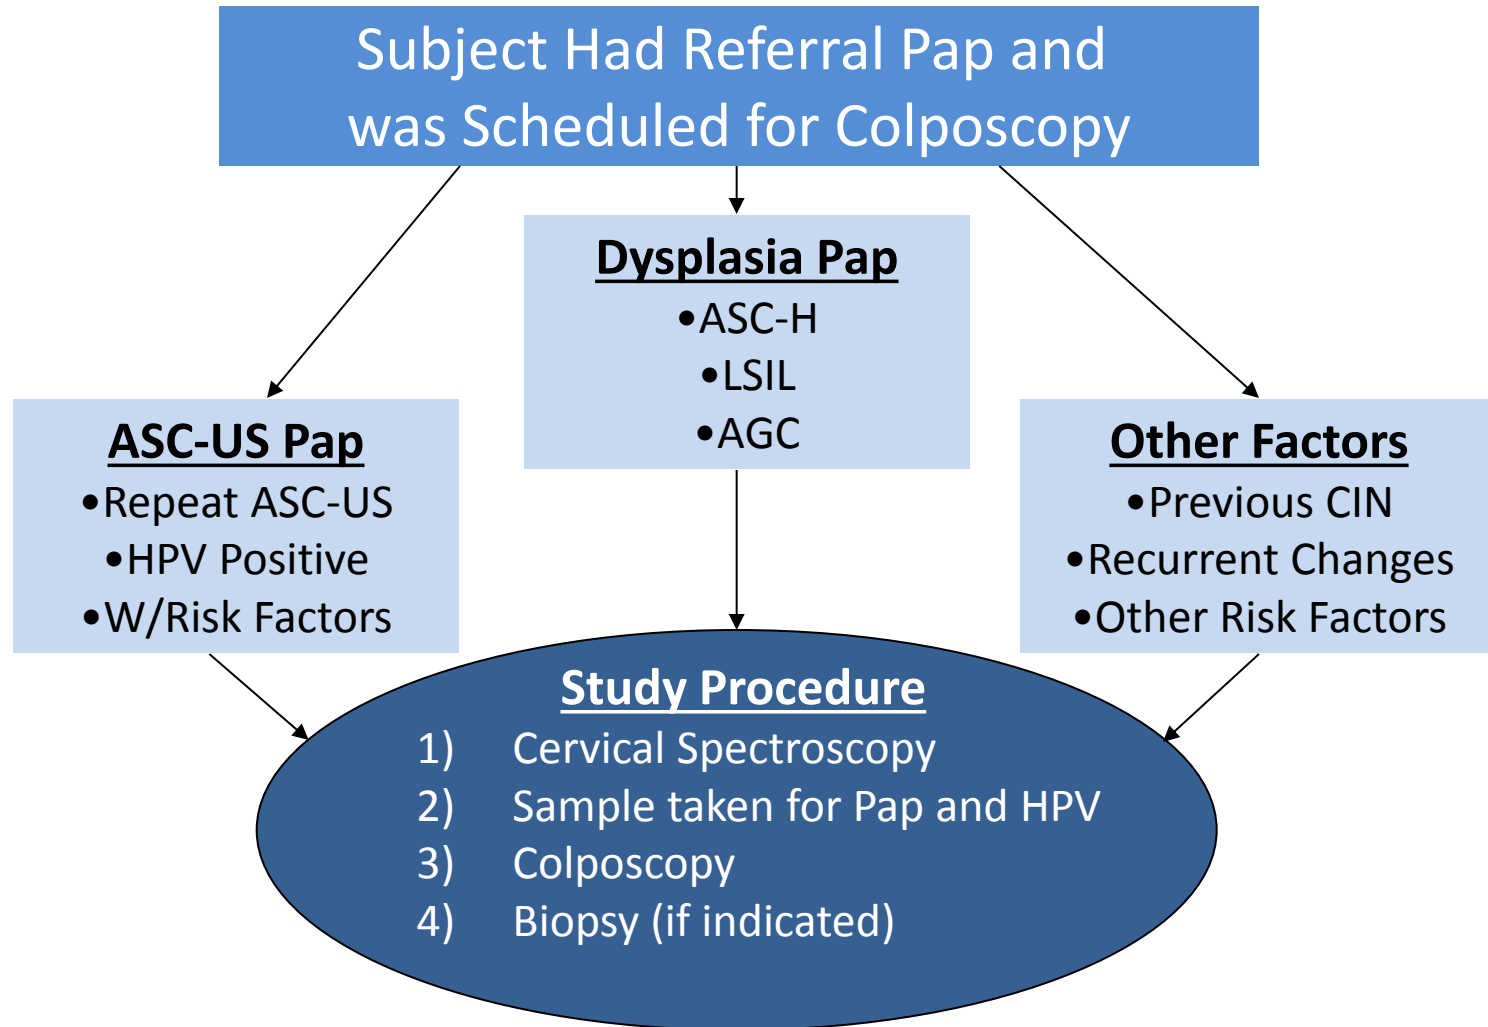 Subject Had Referral Pap and
was Scheduled for Colposcopy
Dysplasia Pap
•ASC-H
•LSIL
•AGC
ASC-US Pap
•Repeat ASC-US
•HPV Positive
•W/Risk Factors
Other Factors
•Previous CIN
•Recurrent Changes
•Other Risk Factors
Study Procedure
1) Cervical Spectroscopy
2) Sample taken for Pap and HPV
3) Colposcopy
4) Biopsy (if indicated)